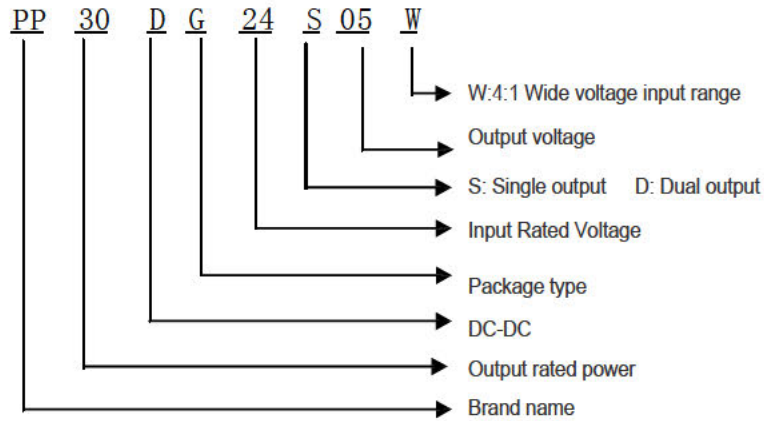 PP 30 D G 24 S 05 W
W:4:1 Wide voltage input range
Output voltage
S: Single output D: Dual output
Input Rated Voltage
Package type
DC-DC
Output rated power
Brand name